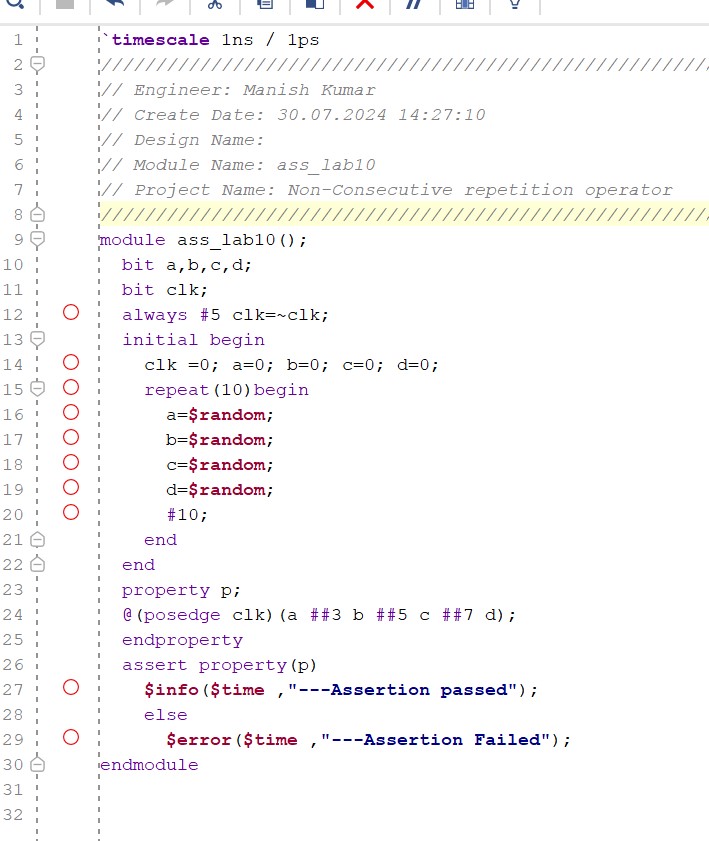 1 `timescale 1ns / 1ps
2 ////////////////////////////////////////////////////////
3 // Engineer: Manish Kumar
4 // Create Date: 30.07.2024 14:27:10
5 // Design Name:
6 // Module Name: ass_lab10
7 // Project Name: Non-Consecutive repetition operator
8 ////////////////////////////////////////////////////////
9 module ass_lab10();
10 bit a,b,c,d;
11 bit clk;
12 always #5 clk=~clk;
13 initial begin
14 clk =0; a=0; b=0; c=0; d=0;
15 repeat(10)begin
16 a=$random;
17 b=$random;
18 c=$random;
19 d=$random;
20 #10;
21 end
22 end
23 property p;
24 @(posedge clk)(a ##3 b ##5 c ##7 d);
25 endproperty
26 assert property(p)
27 $info($time ,"---Assertion passed");
28 else
29 $error($time ,"---Assertion Failed");
30 endmodule
31
32